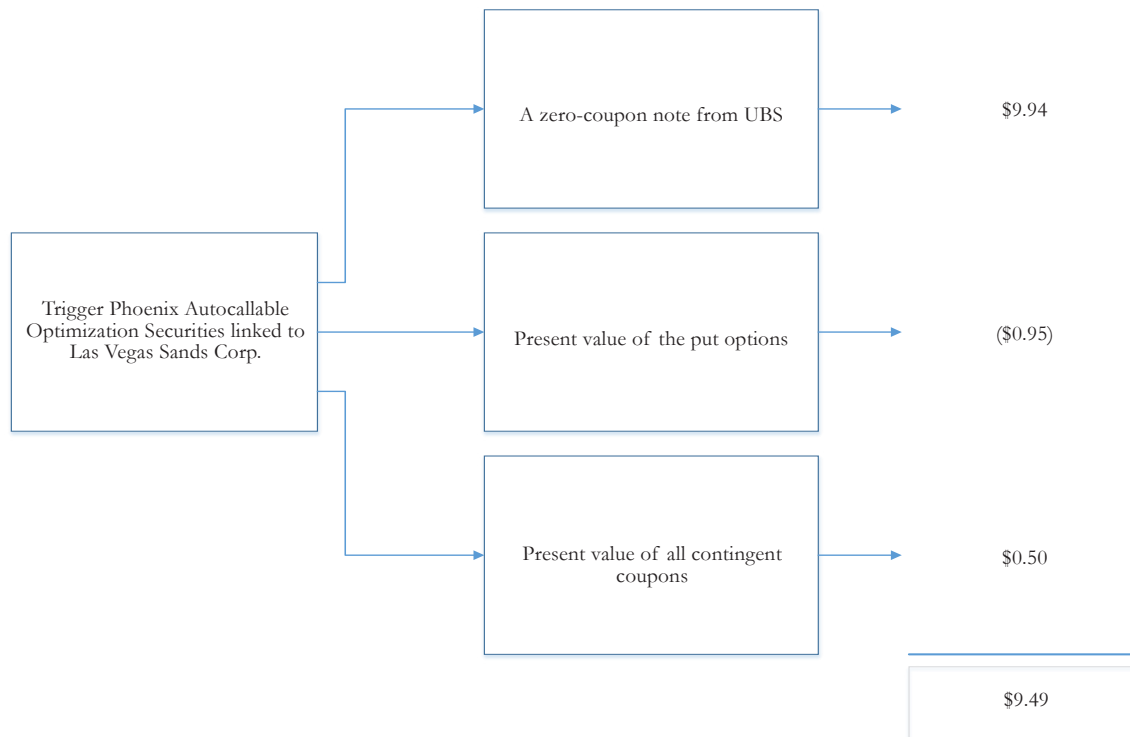 A zero-coupon note from UBS
$9.94
Trigger Phoenix Autocallable
Optimization Securities linked to
Las Vegas Sands Corp.
Present value of the put options
($0.95)
Present value of all contingent
coupons
$0.50
$9.49